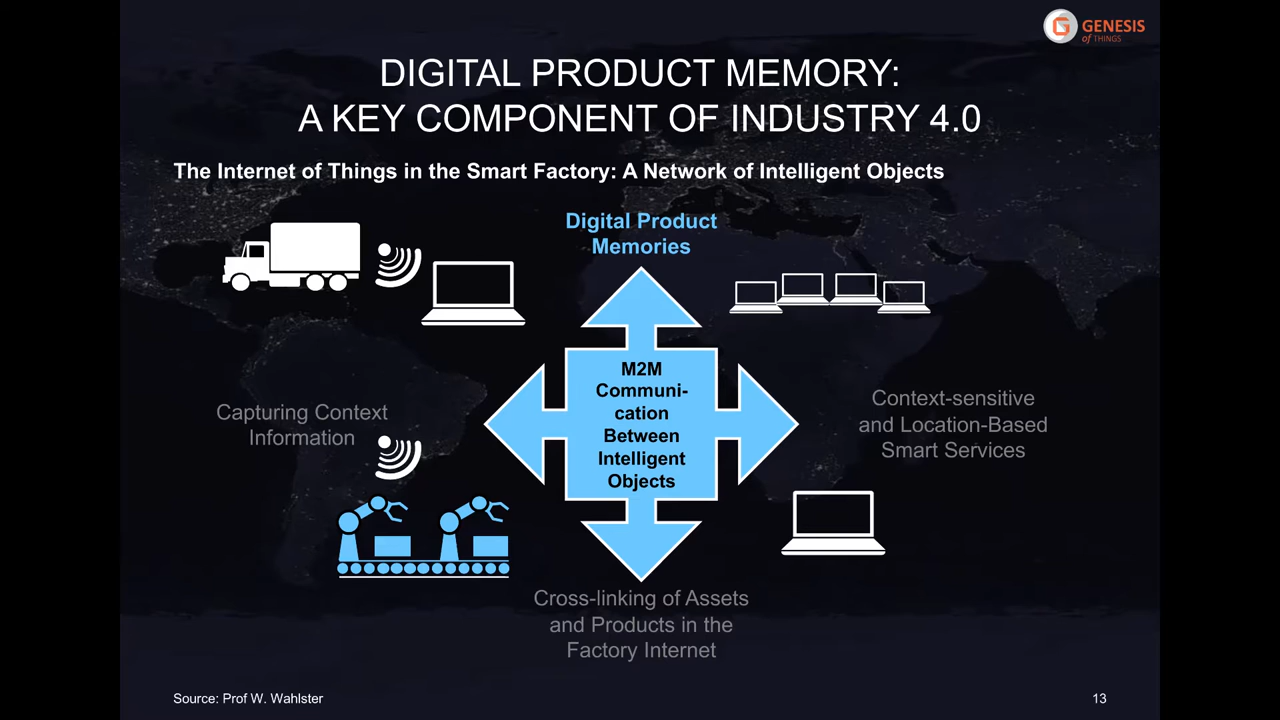 GENESIS
of THINGS
DIGITAL PRODUCT MEMORY:
A KEY COMPONENT OF INDUSTRY 4.0
The Internet of Things in the Smart Factory: A Network of Intelligent Objects
Digital Product
Memories
M2M
Communi-
cation
Between
Intelligent
Objects
Capturing Context
Information
Context-sensitive
and Location-Based
Smart Services
Cross-linking of Assets
and Products in the
Factory Internet
Source: Prof W. Wahlster
13